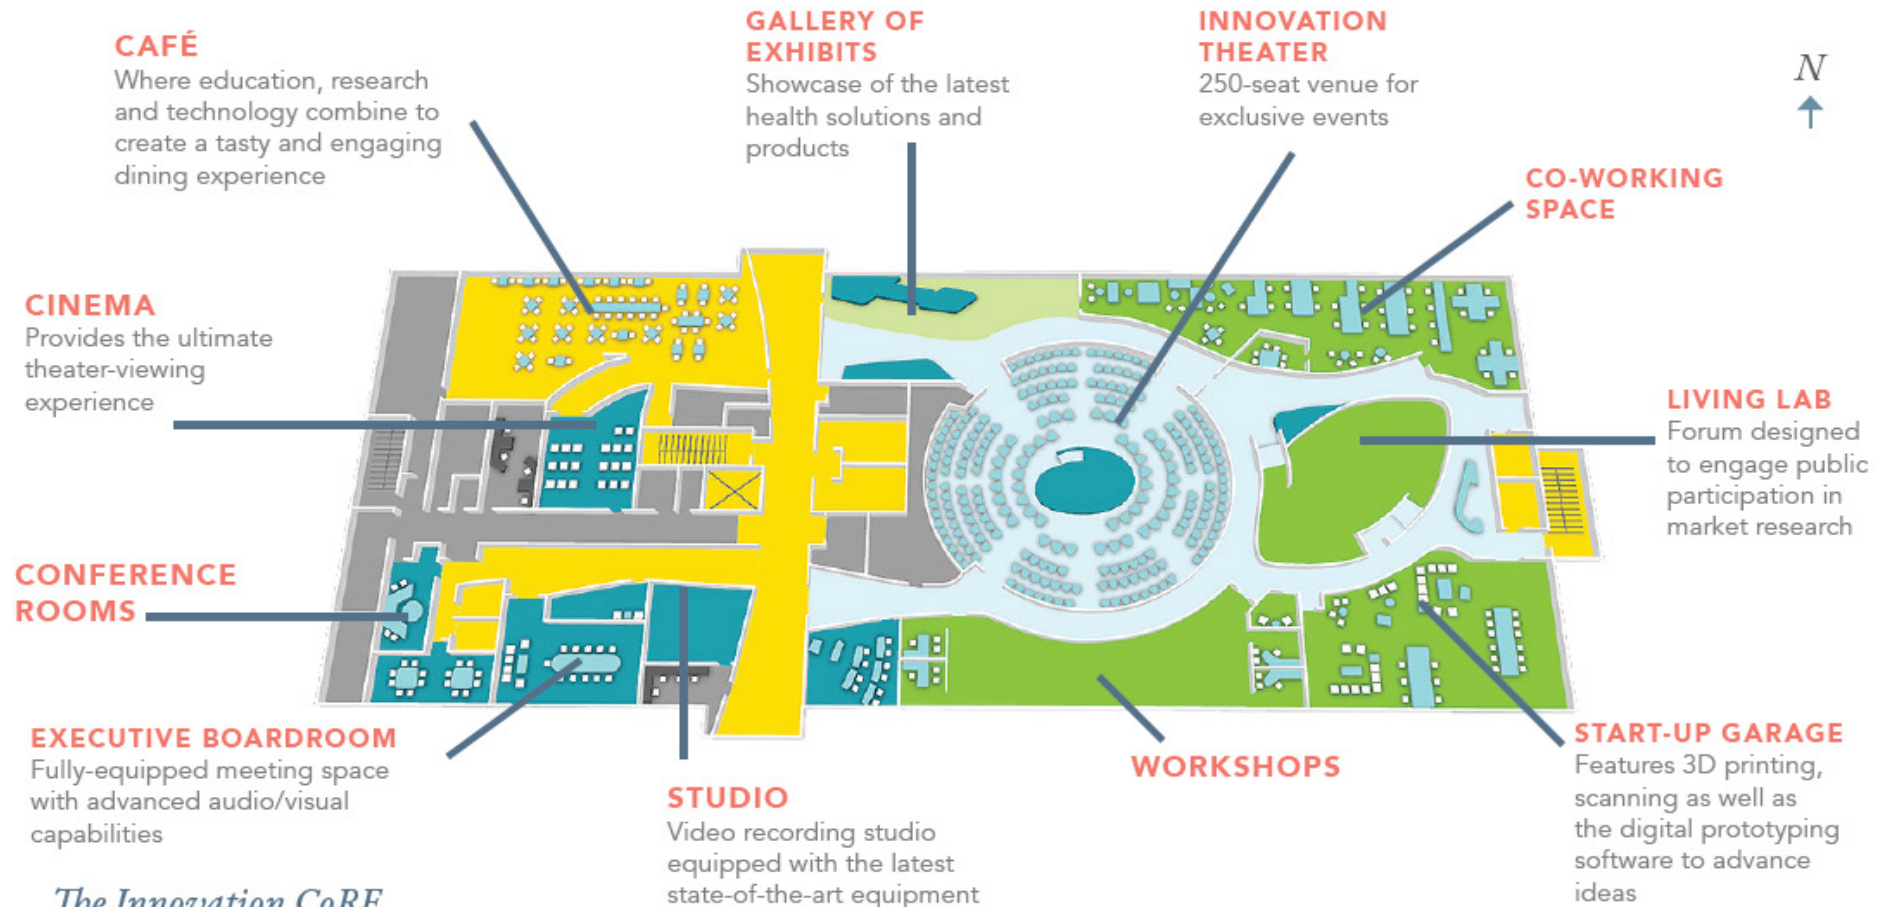 CAFÉ
Where education, research
and technology combine to
create a tasty and engaging
dining experience
GALLERY OF
EXHIBITS
Showcase of the latest
health solutions and
products
INNOVATION
THEATER
250-seat venue for
exclusive events
N
CO-WORKING
SPACE
CINEMA
Provides the ultimate
theater-viewing
experience
LIVING LAB
Forum designed
to engage public
participation in
market research
CONFERENCE
ROOMS
EXECUTIVE BOARDROOM
Fully-equipped meeting space
with advanced audio/visual
capabilities
STUDIO
Video recording studio
equipped with the latest
state-of-the-art equipment
WORKSHOPS
START-UP GARAGE
Features 3D printing,
scanning as well as
the digital prototyping
software to advance
ideas
The Innovation CoRE